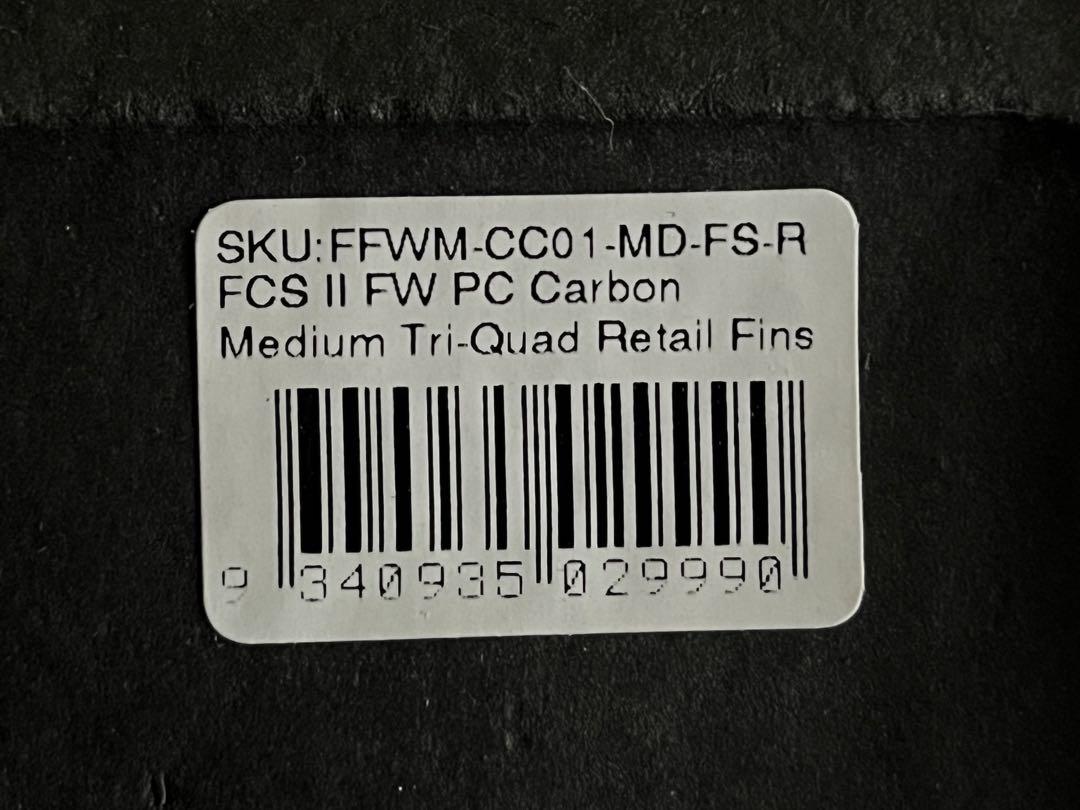 SKU:FFWM-CC01-MD-FS-R
FCS II FW PC Carbon
Medium Tri-Quad Retail Fins
9 340935 029990